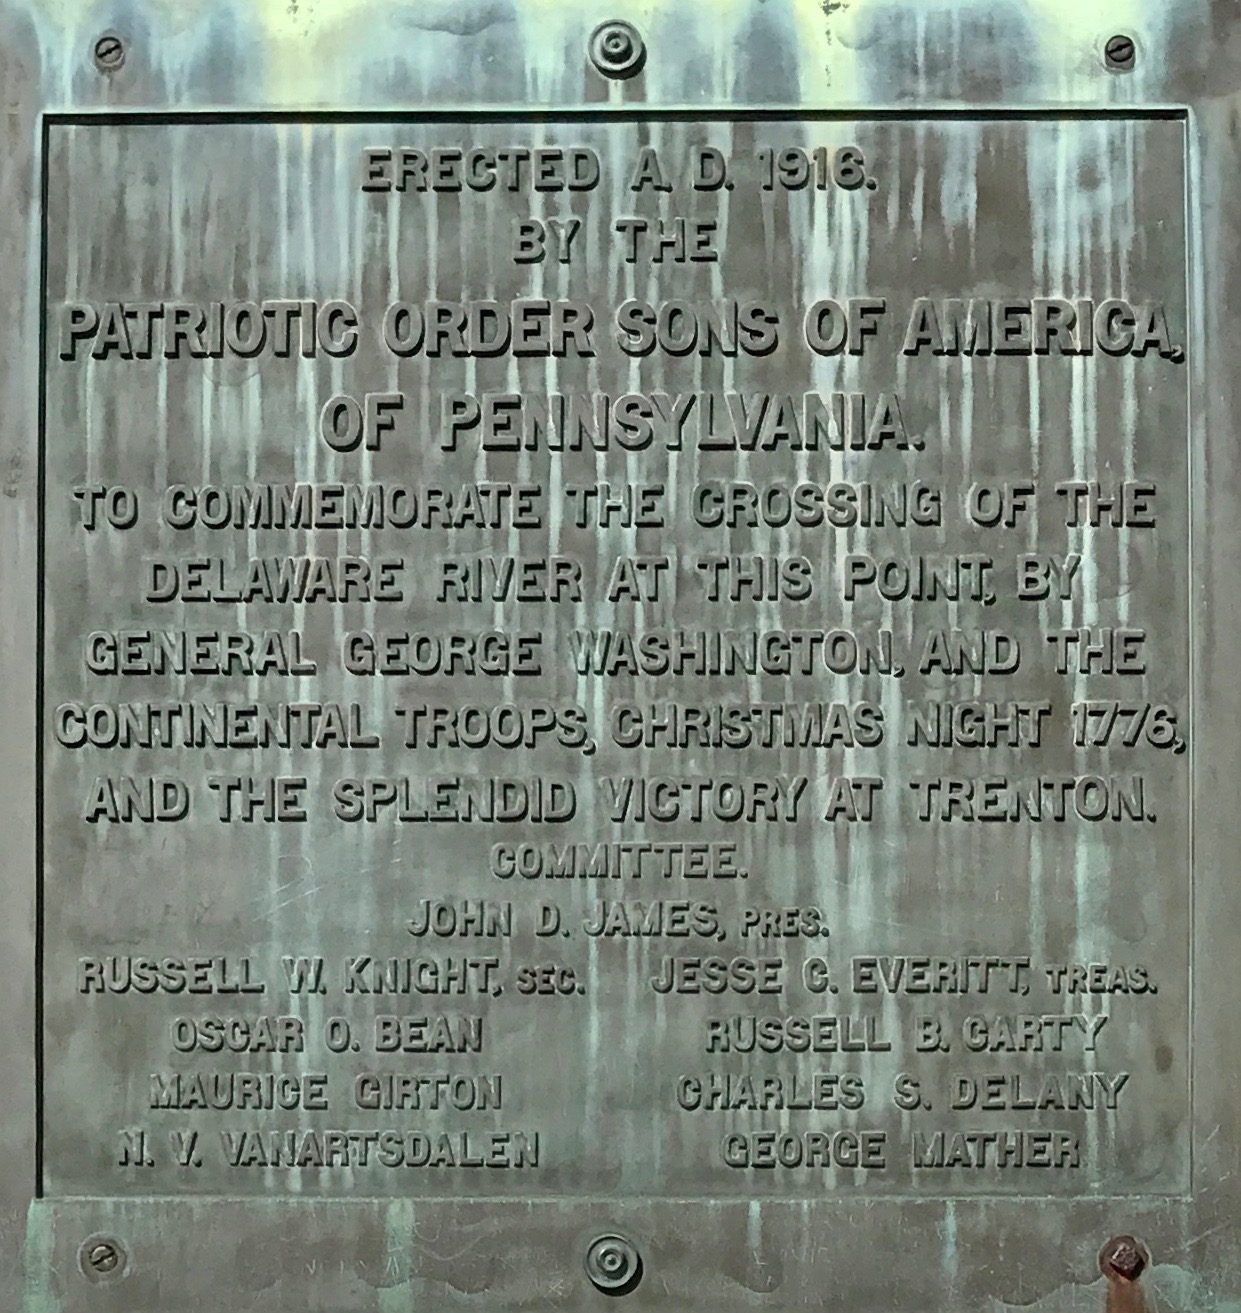 ERECTED A. D. 1916.
BY THE
PATRIOTIC ORDER SONS OF AMERICA,
OF PENNSYLVANIA.
TO COMMEMORATE THE CROSSING OF THE
DELAWARE RIVER AT THIS POINT, BY
GENERAL GEORGE WASHINGTON, AND THE
CONTINENTAL TROOPS, CHRISTMAS NIGHT 1776,
AND THE SPLENDID VICTORY AT TRENTON.
COMMITTEE.
JOHN D. JAMES, PRES.
RUSSELL W. KNIGHT, SEC. JESSE C. EVERITT, TREAS.
OSCAR O. BEAN RUSSELL B. CARTY
MAURICE GIRTON CHARLES S. DELANY
N. V. VANARTSDALEN GEORGE MATHER